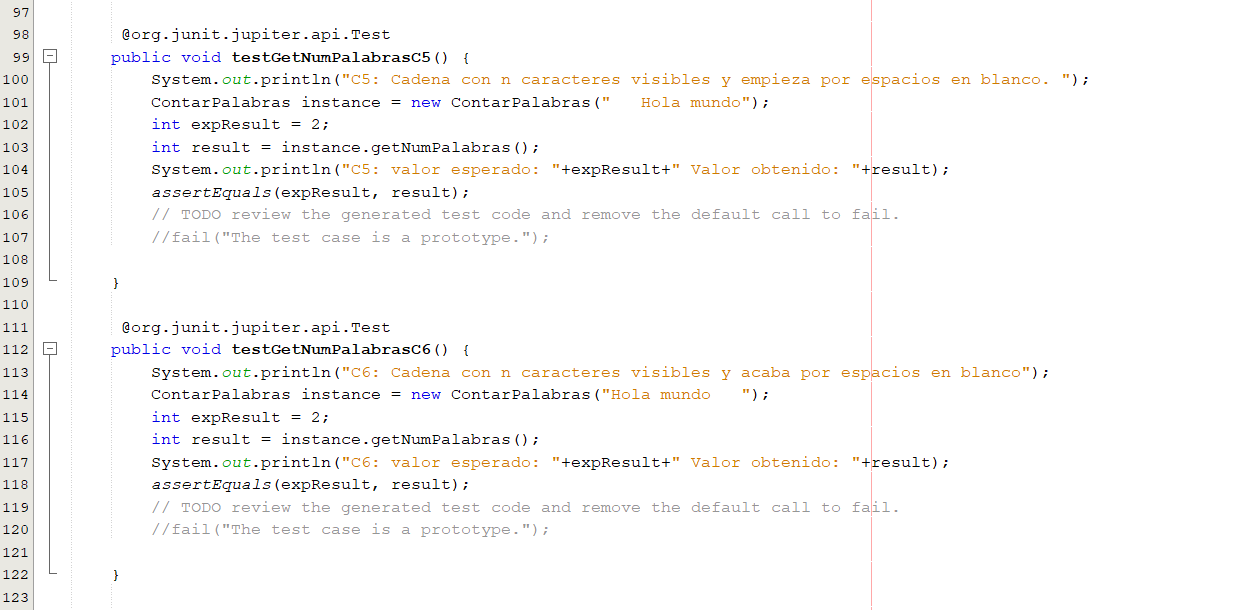 97
98 @org.junit.jupiter.api.Test
99 public void testGetNumPalabrasC5() {
100 System.out.println("C5: Cadena con n caracteres visibles y empieza por espacios en blanco. ");
101 ContarPalabras instance = new ContarPalabras("   Hola mundo");
102 int expResult = 2;
103 int result = instance.getNumPalabras();
104 System.out.println("C5: valor esperado: "+expResult+" Valor obtenido: "+result);
105 assertEquals(expResult, result);
106 // TODO review the generated test code and remove the default call to fail.
107 //fail("The test case is a prototype.");
108
109 }
110
111 @org.junit.jupiter.api.Test
112 public void testGetNumPalabrasC6() {
113 System.out.println("C6: Cadena con n caracteres visibles y acaba por espacios en blanco");
114 ContarPalabras instance = new ContarPalabras("Hola mundo   ");
115 int expResult = 2;
116 int result = instance.getNumPalabras();
117 System.out.println("C6: valor esperado: "+expResult+" Valor obtenido: "+result);
118 assertEquals(expResult, result);
119 // TODO review the generated test code and remove the default call to fail.
120 //fail("The test case is a prototype.");
121
122 }
123